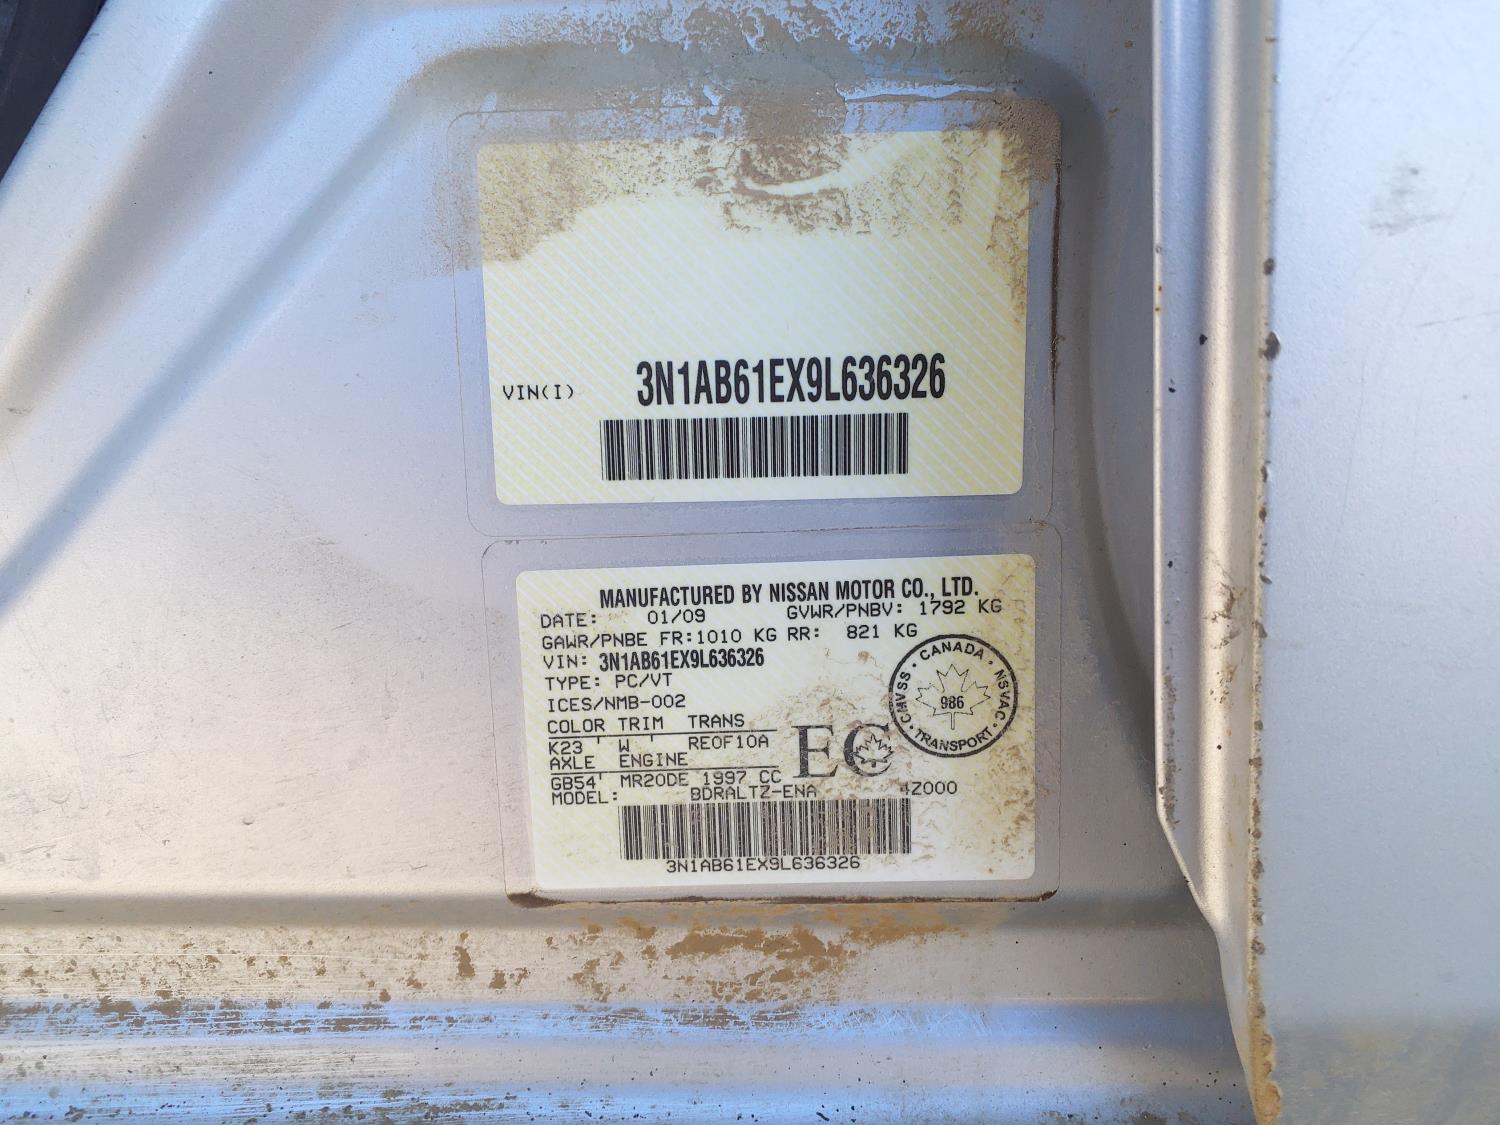 VIN(I) 3N1AB61EX9L636326
MANUFACTURED BY NISSAN MOTOR CO., LTD.
DATE: 01/09 GVWR/PNBV: 1792 KG
GAWR/PNBE FR:1010 KG RR: 821 KG
VIN: 3N1AB61EX9L636326
TYPE: PC/VT
ICES/NMB-002
COLOR TRIM TRANS
K23 W REOF10A
AXLE ENGINE
GB54 MR20DE 1997 CC
MODEL: BDRALTZ-ENA 4Z000
3N1AB61EX9L636326
EC
CANADA · NSVAC · TRANSPORT · CMVSS ·
986